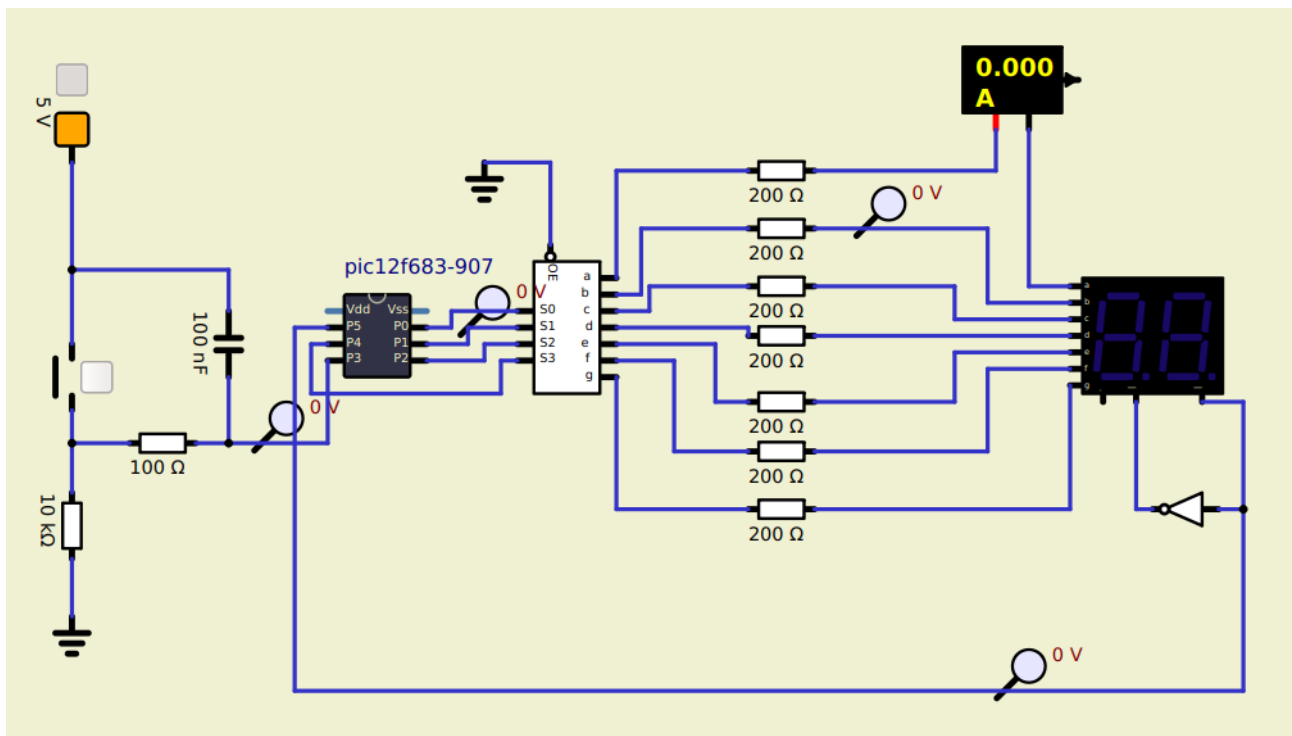 0.000
A
5 V
200 Ω
0 V
200 Ω
pic12f683-907
OE
a
b
c
d
e
f
g
S0
S1
S2
S3
0 V
Vdd
Vss
P5
P0
P4
P1
P3
P2
200 Ω
200 Ω
100 nF
a
b
c
d
e
f
g
0 V
200 Ω
100 Ω
200 Ω
10 kΩ
200 Ω
0 V